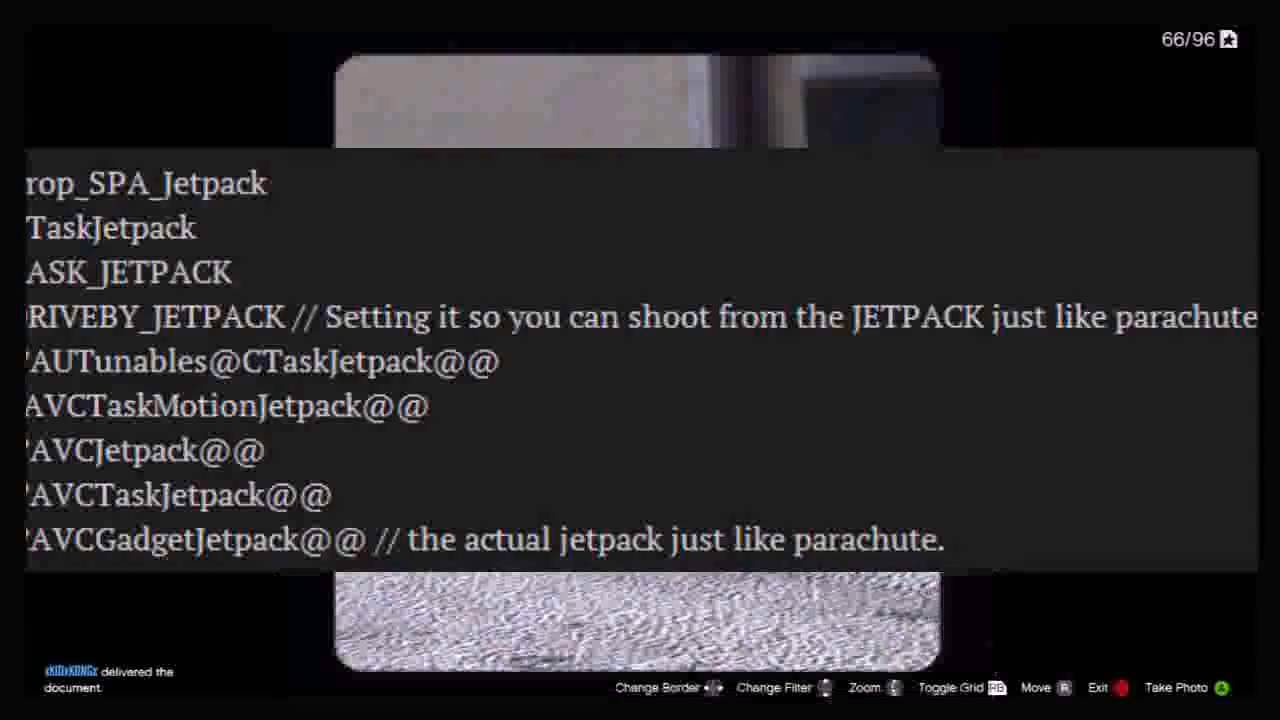 66/96
rop_SPA_Jetpack
TaskJetpack
ASK_JETPACK
RIVEBY_JETPACK // Setting it so you can shoot from the JETPACK just like parachute
AUTunables@CTaskJetpack@@
AVCTaskMotionJetpack@@
AVCJetpack@@
AVCTaskJetpack@@
AVCGadgetJetpack@@ // the actual jetpack just like parachute.
delivered the
document.
Change Border Change Filter Zoom Toggle Grid RB Move R Exit Take Photo A